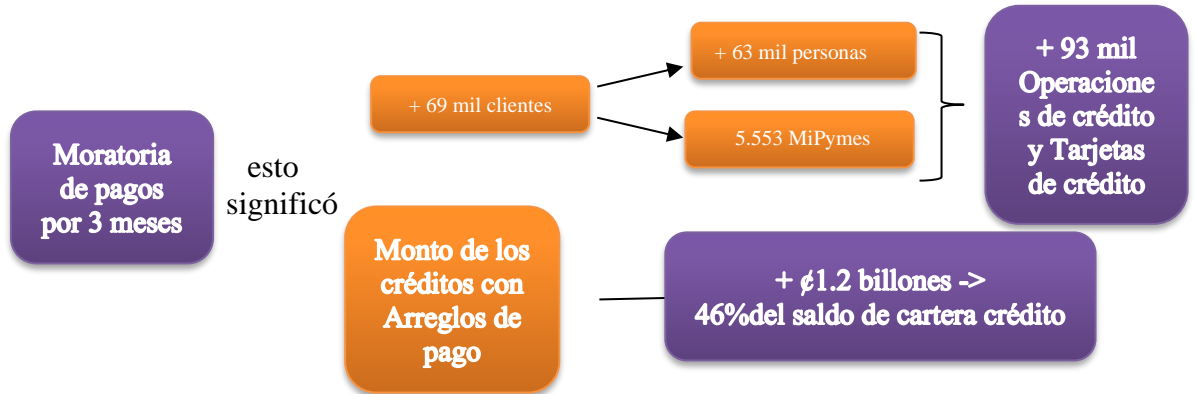 Moratoria
de pagos
por 3 meses
esto
significó
+ 69 mil clientes
+ 63 mil personas
5.553 MiPymes
+ 93 mil
Operacione
s de crédito
y Tarjetas
de crédito
Monto de los
créditos con
Arreglos de
pago
+ ₡1.2 billones ->
46%del saldo de cartera crédito